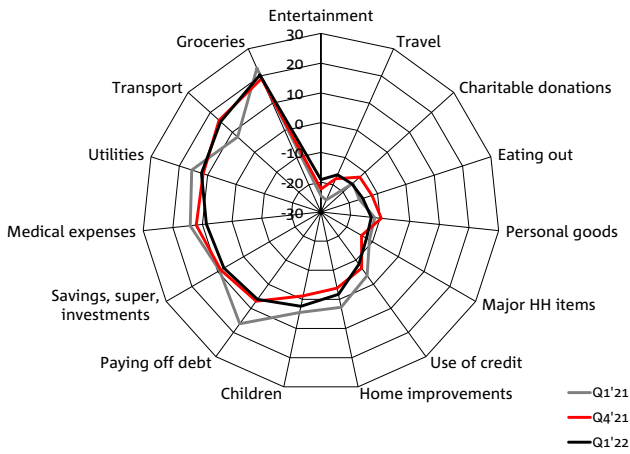 Entertainment
30
Groceries
Travel
20
Transport
Charitable donations
10
0
Utilities
Eating out
-10
-20
Medical expenses
-30
Personal goods
Savings, super,
investments
Major HH items
Paying off debt
Use of credit
Children
Home improvements
Q1'21
Q4'21
Q1'22